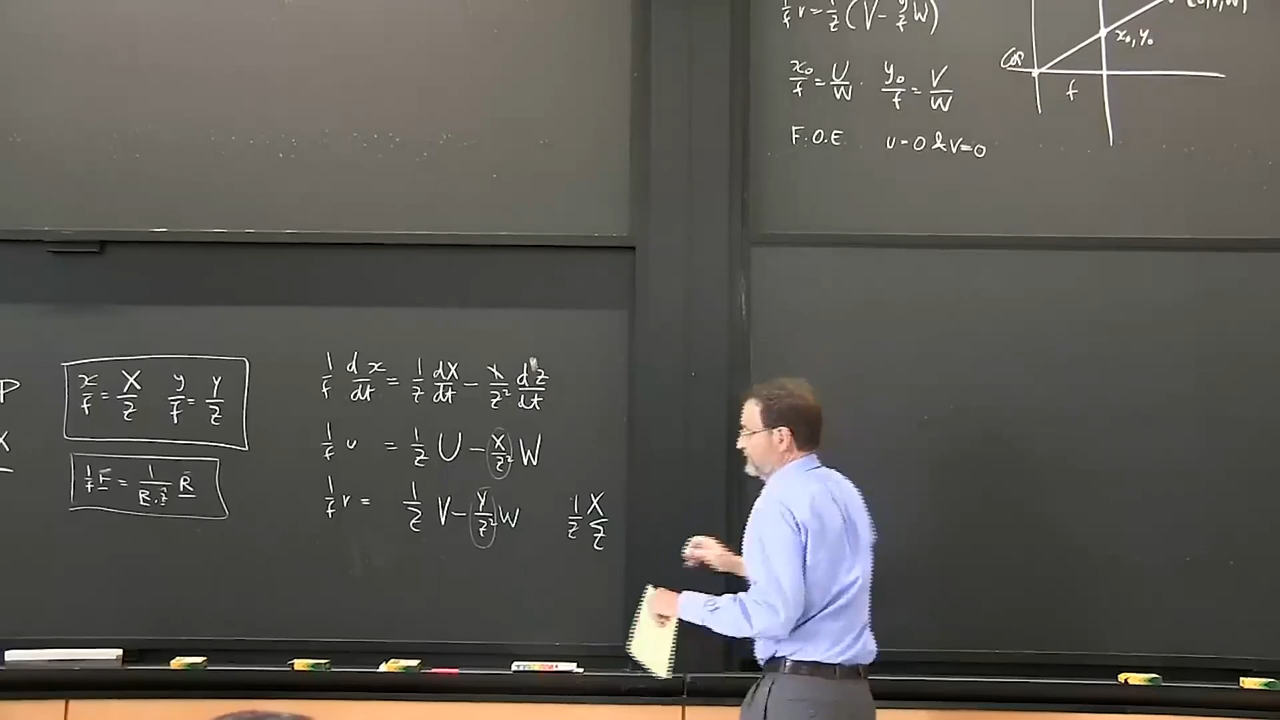 P
X
x/f = X/Z y/f = Y/Z
1/f r = 1/(R·ẑ) R
1/f dx/dt = 1/Z dX/dt − X/Z² dZ/dt
1/f u = 1/Z U − X/Z² W
1/f v = 1/Z V − Y/Z² W 1/Z X/Z
1/f v = 1/Z (V − y/f W)
x₀/f = U/W . y₀/f = V/W
F.O.E. u=0 & v=0
x₀, y₀
COP
f